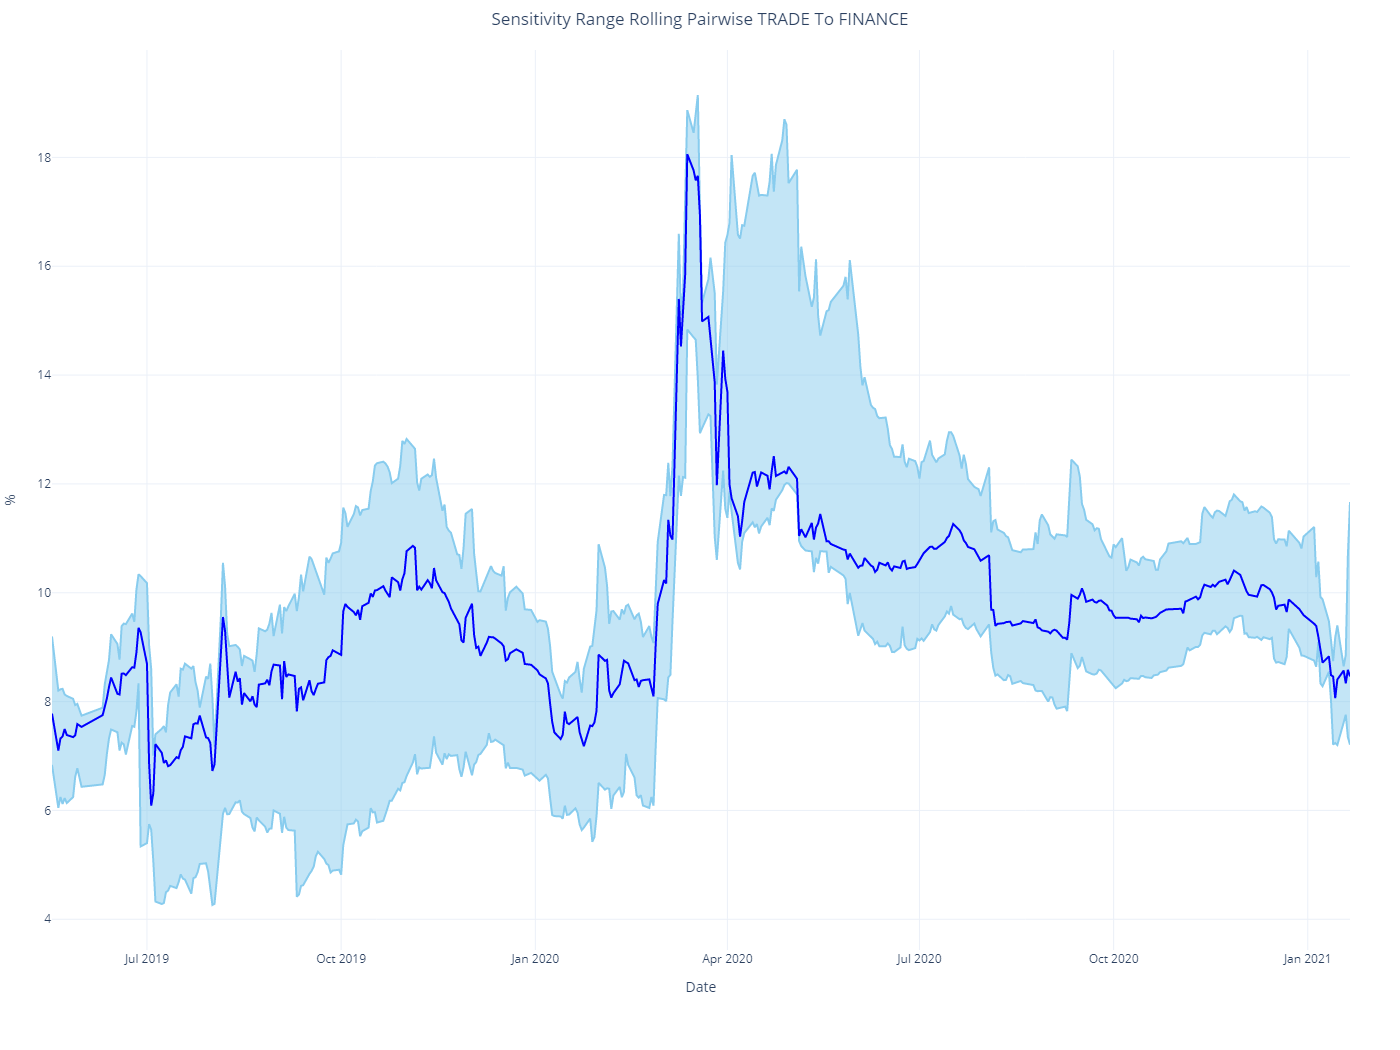 Sensitivity Range Rolling Pairwise TRADE To FINANCE
18
16
14
12
10
8
6
4
%
Jul 2019
Oct 2019
Jan 2020
Apr 2020
Jul 2020
Oct 2020
Jan 2021
Date